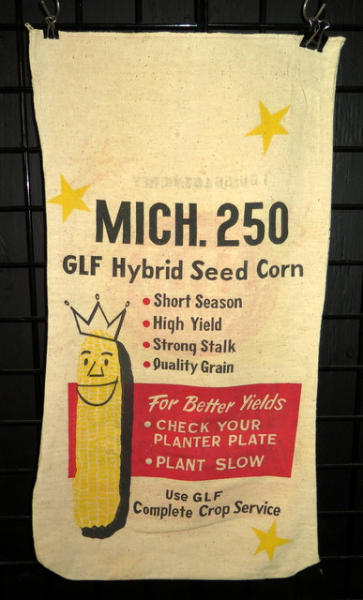 MICH. 250
GLF Hybrid Seed Corn
• Short Season
• High Yield
• Strong Stalk
• Quality Grain
For Better Yields
• CHECK YOUR
PLANTER PLATE
• PLANT SLOW
Use GLF
Complete Crop Service